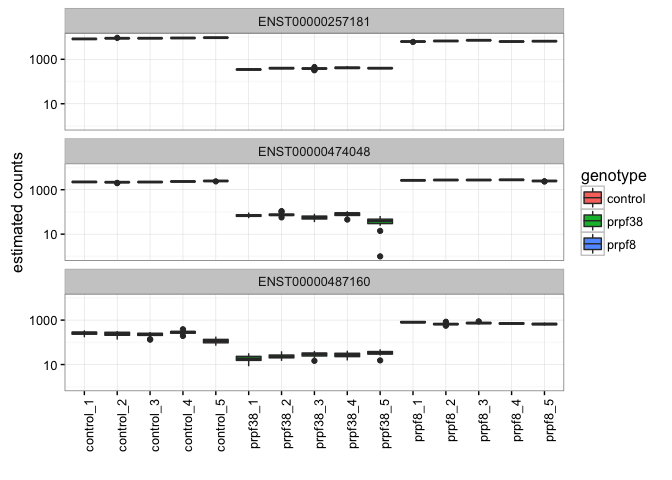 ENST00000257181
1000
10
ENST00000474048
1000
10
ENST00000487160
1000
10
estimated counts
control_1
control_2
control_3
control_4
control_5
prpf38_1
prpf38_2
prpf38_3
prpf38_4
prpf38_5
prpf8_1
prpf8_2
prpf8_3
prpf8_4
prpf8_5
genotype
control
prpf38
prpf8